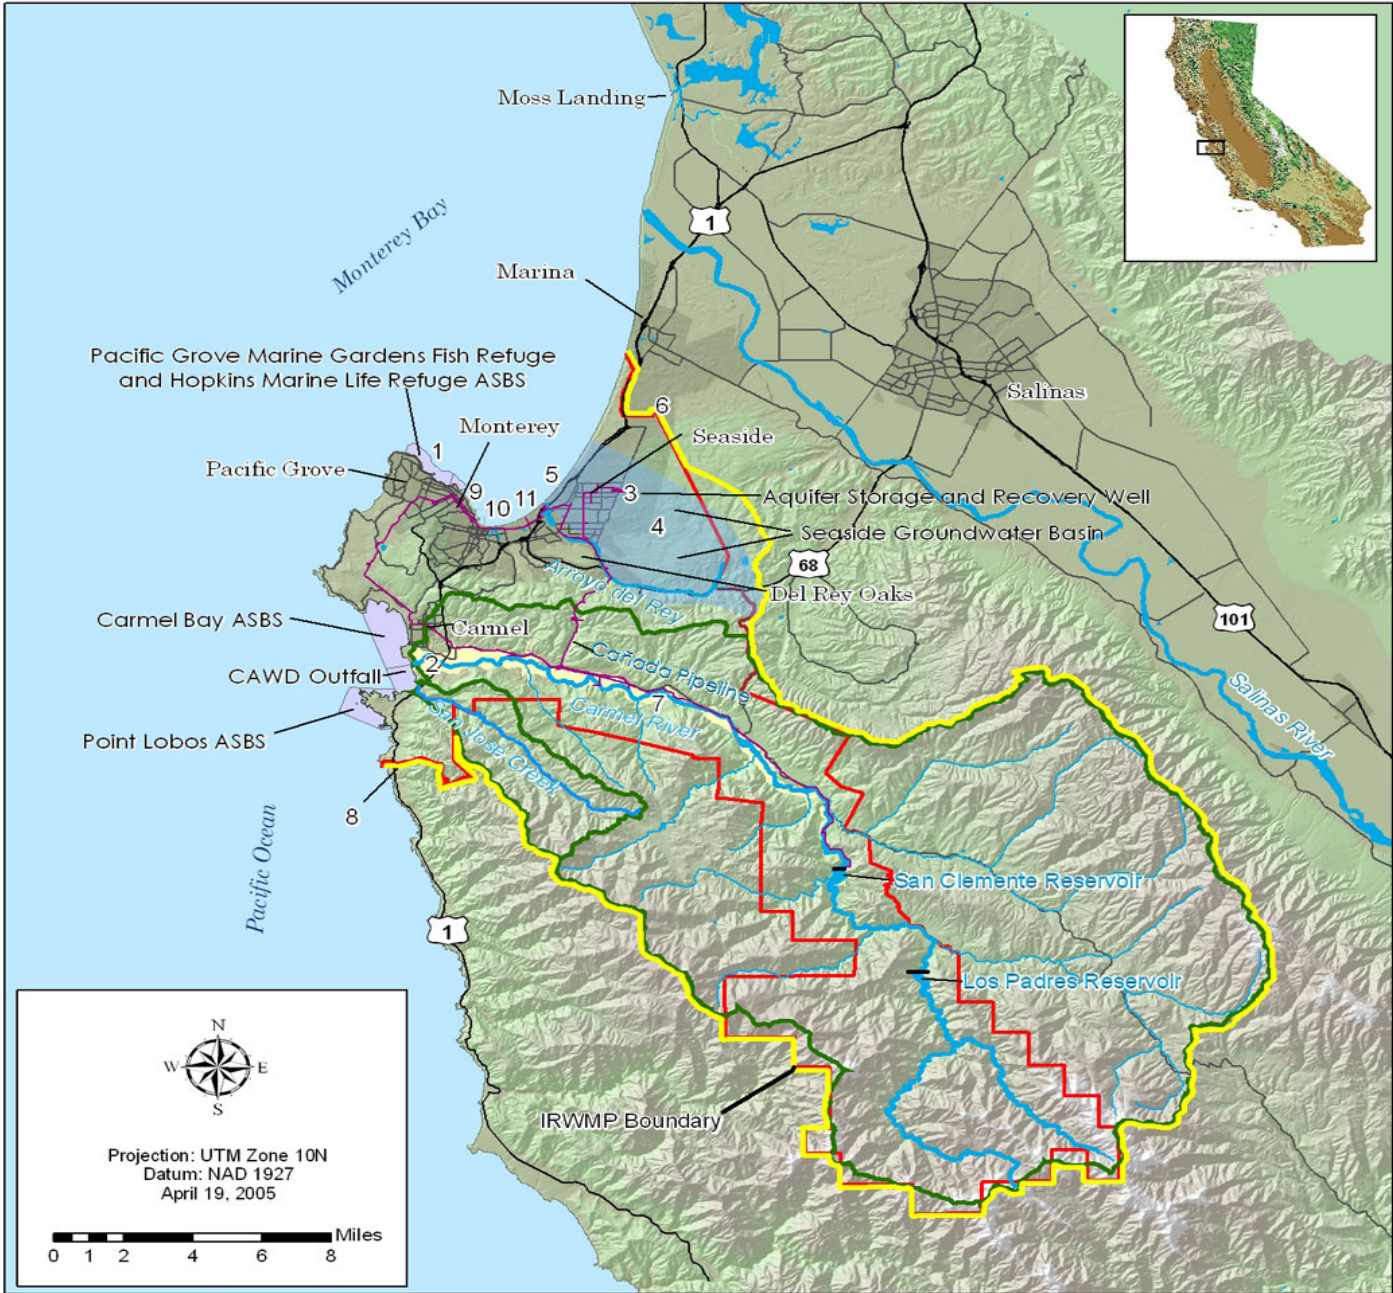 Moss Landing
1
Monterey Bay
Marina
Pacific Grove Marine Gardens Fish Refuge
and Hopkins Marine Life Refuge ASBS
Salinas
6
1
Monterey
Seaside
Pacific Grove
5
9
10
11
3
Aquifer Storage and Recovery Well
4
Seaside Groundwater Basin
68
Arroyo del Rey
Del Rey Oaks
101
Carmel Bay ASBS
Carmel
Cañada Pipeline
2
CAWD Outfall
7
Carmel River
Salinas River
San Jose Creek
Point Lobos ASBS
8
Pacific Ocean
San Clemente Reservoir
1
Los Padres Reservoir
IRWMP Boundary
N
W
E
S
Projection: UTM Zone 10N
Datum: NAD 1927
April 19, 2005
Miles
0 1 2 4 6 8